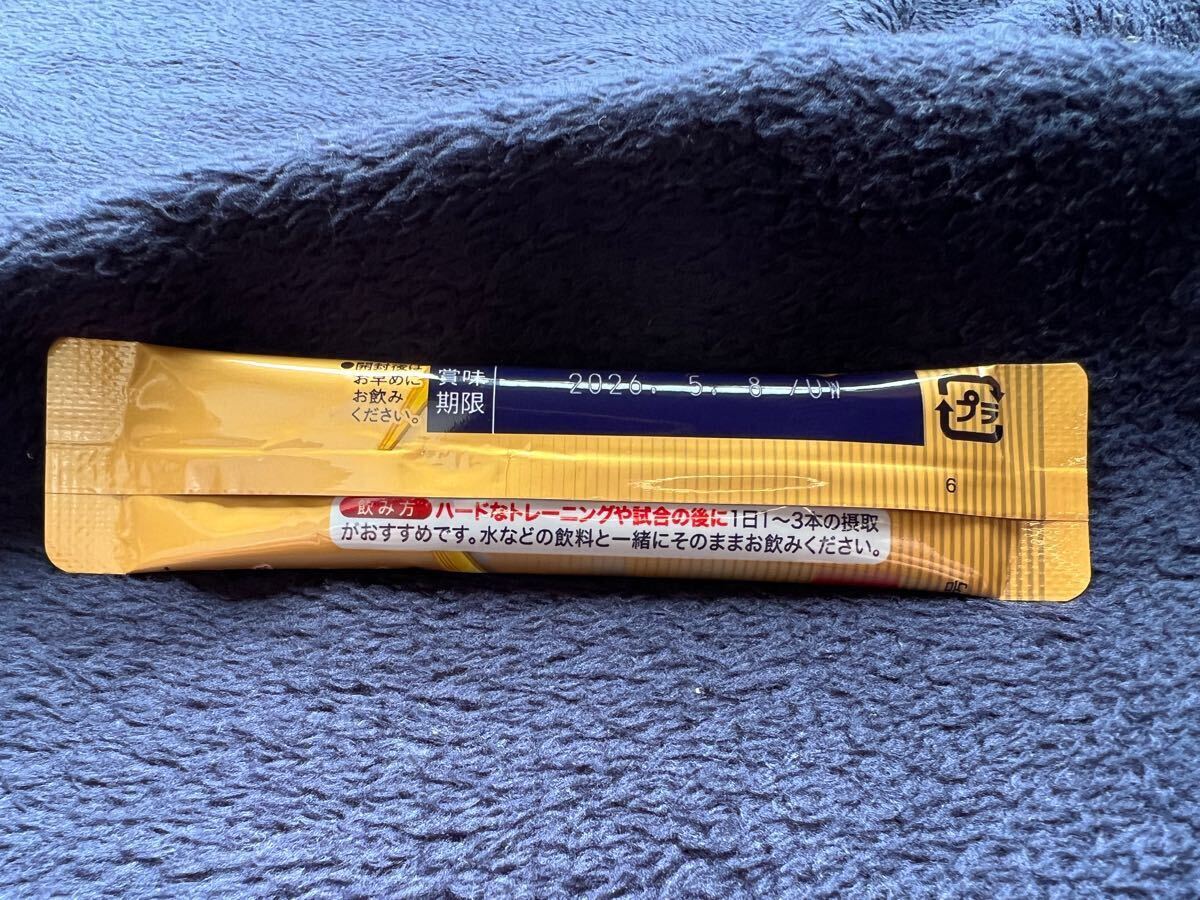 ●開封後は
お早めに
お飲み
ください。
賞味
期限
2026. 5. 8 /UW
プラ
6
飲み方 ハードなトレーニングや試合の後に1日1〜3本の摂取
がおすすめです。水などの飲料と一緒にそのままお飲みください。